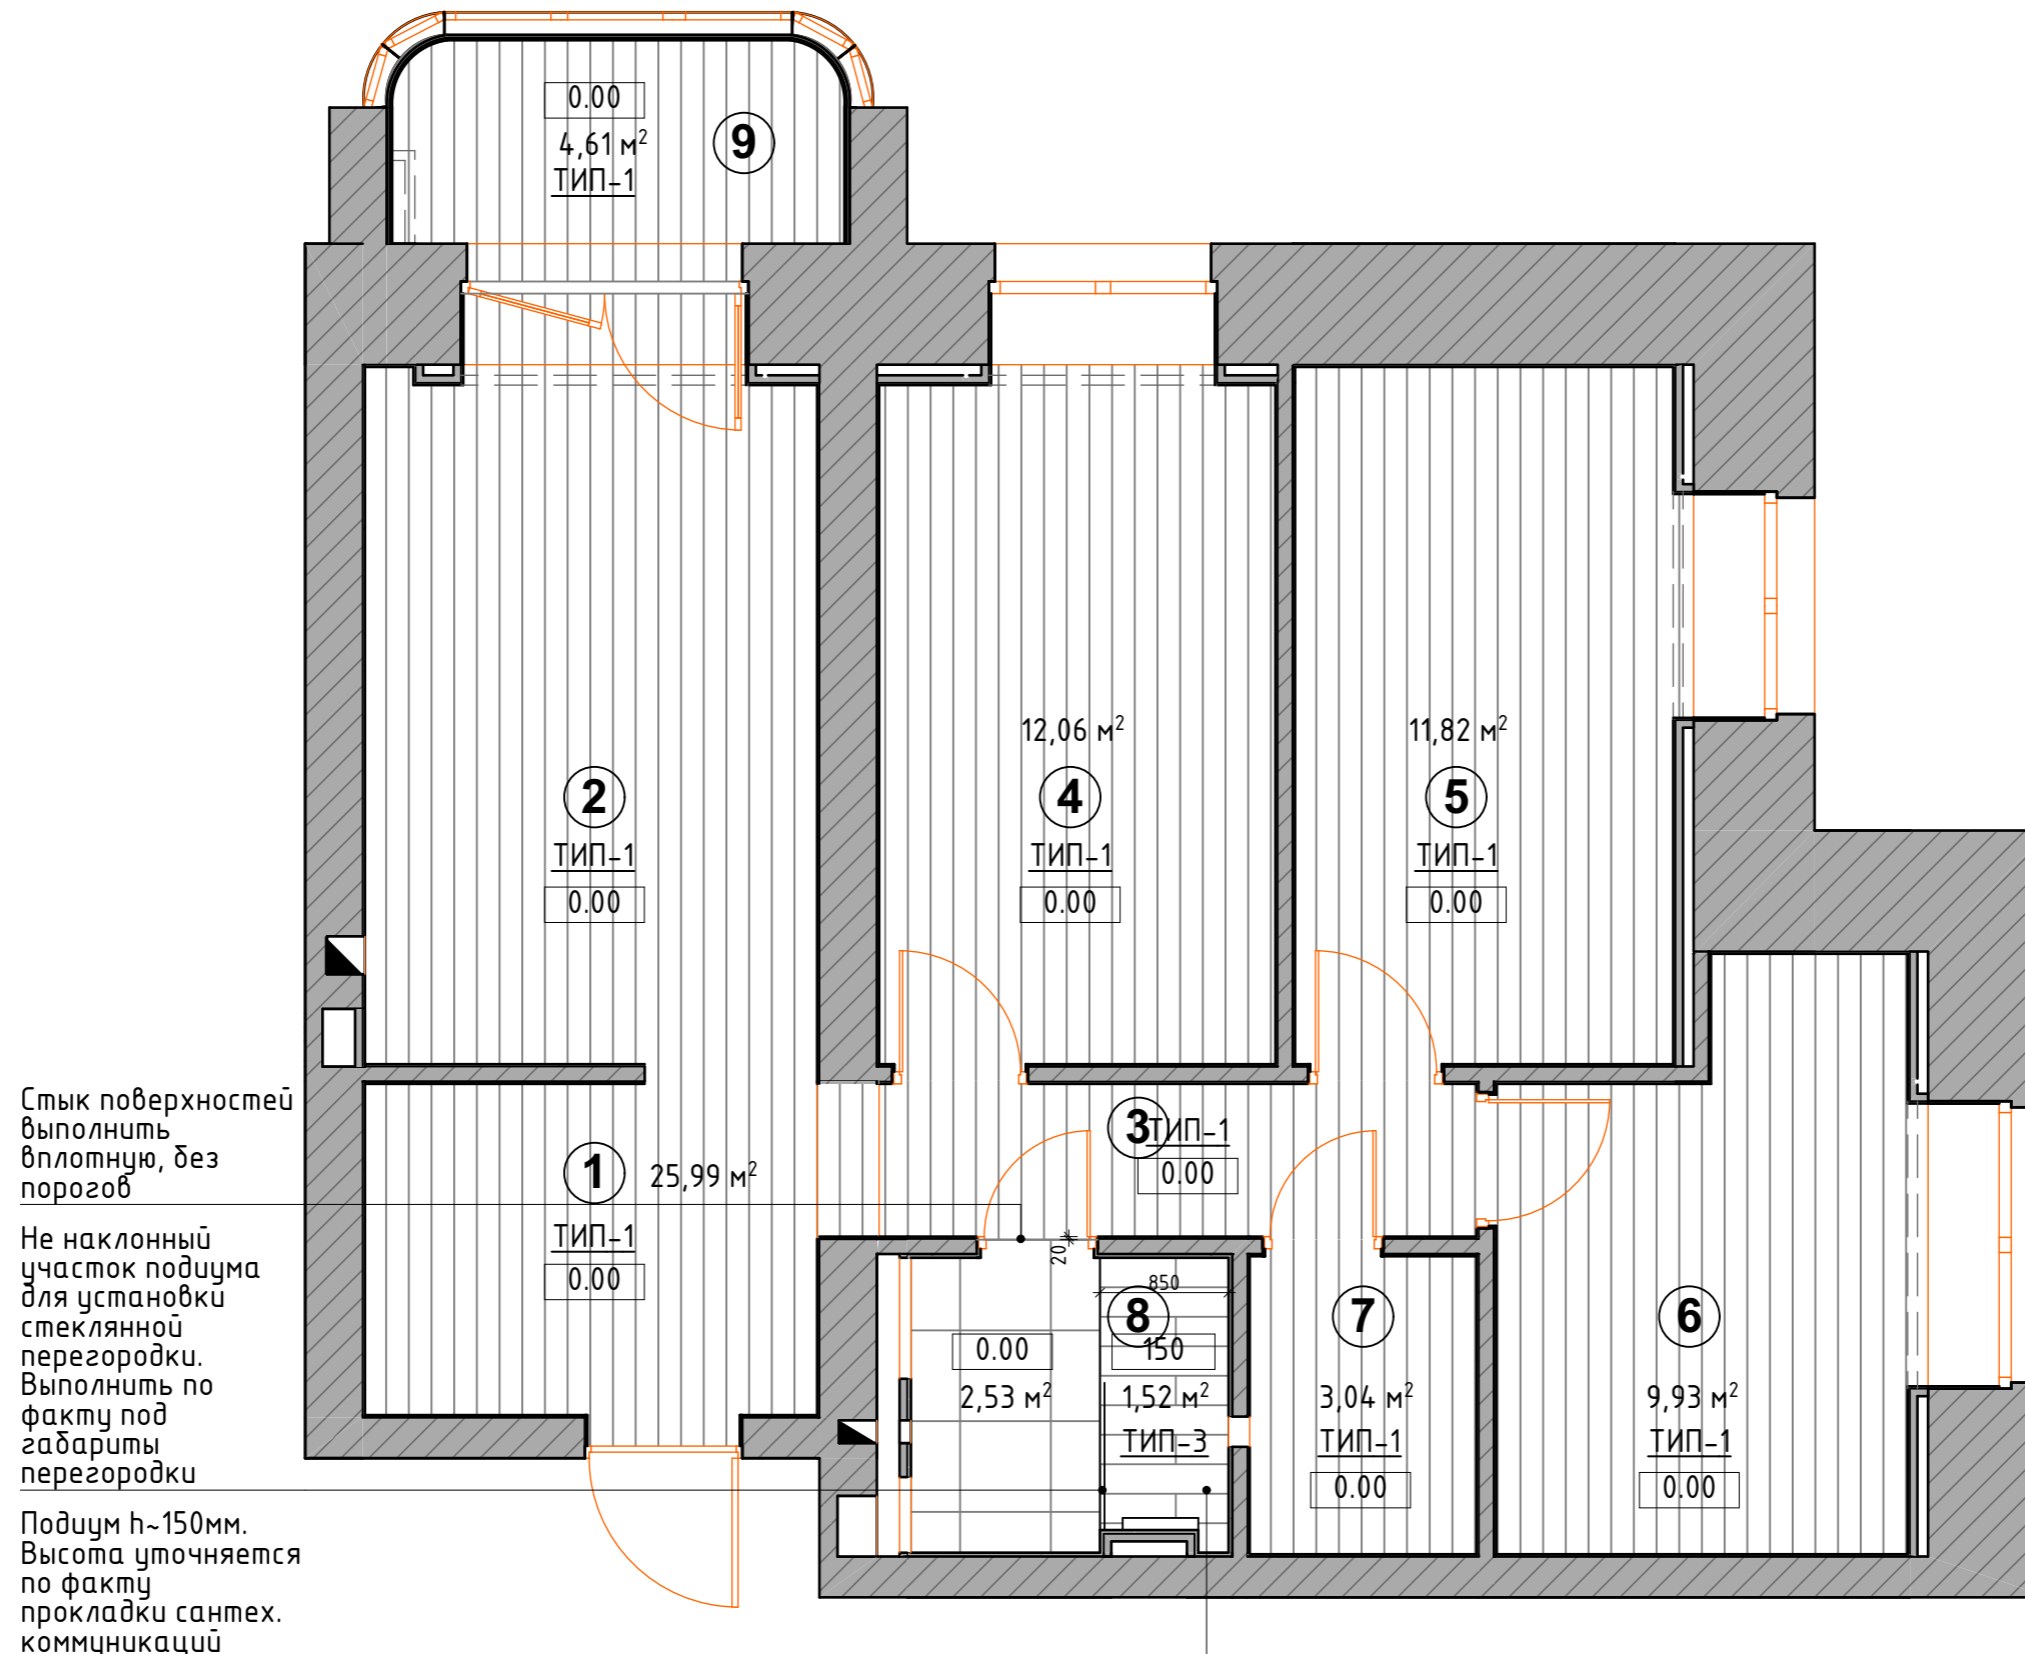 0.00
4,61 м²
9
ТИП-1
12,06 м²
11,82 м²
2
4
5
ТИП-1
ТИП-1
ТИП-1
0.00
0.00
0.00
Стык поверхностей
выполнить
вплотную, без
порогов
3
ТИП-1
0.00
1
25,99 м²
ТИП-1
0.00
Не наклонный
участок подиума
для установки
стеклянной
перегородки.
Выполнить по
факту под
габариты
перегородки
20
850
8
7
6
0.00
150
2,53 м²
1,52 м²
3,04 м²
9,93 м²
ТИП-3
ТИП-1
ТИП-1
0.00
0.00
Подиум h~150мм.
Высота уточняется
по факту
прокладки сантех.
коммуникаций